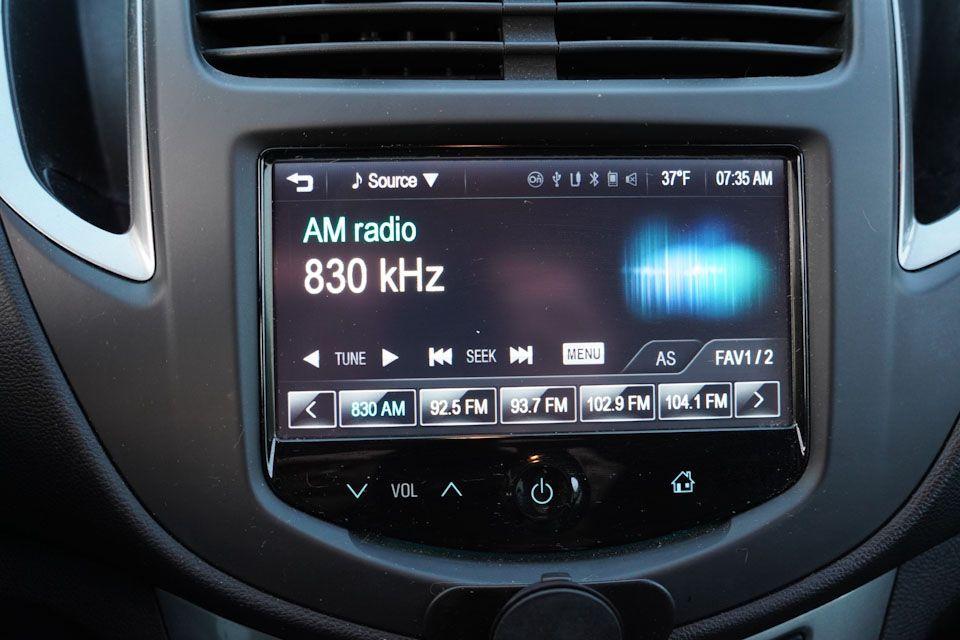 Source 37°F 07:35 AM
AM radio
830 kHz
TUNE SEEK MENU AS FAV1 / 2
830 AM 92.5 FM 93.7 FM 102.9 FM 104.1 FM
VOL